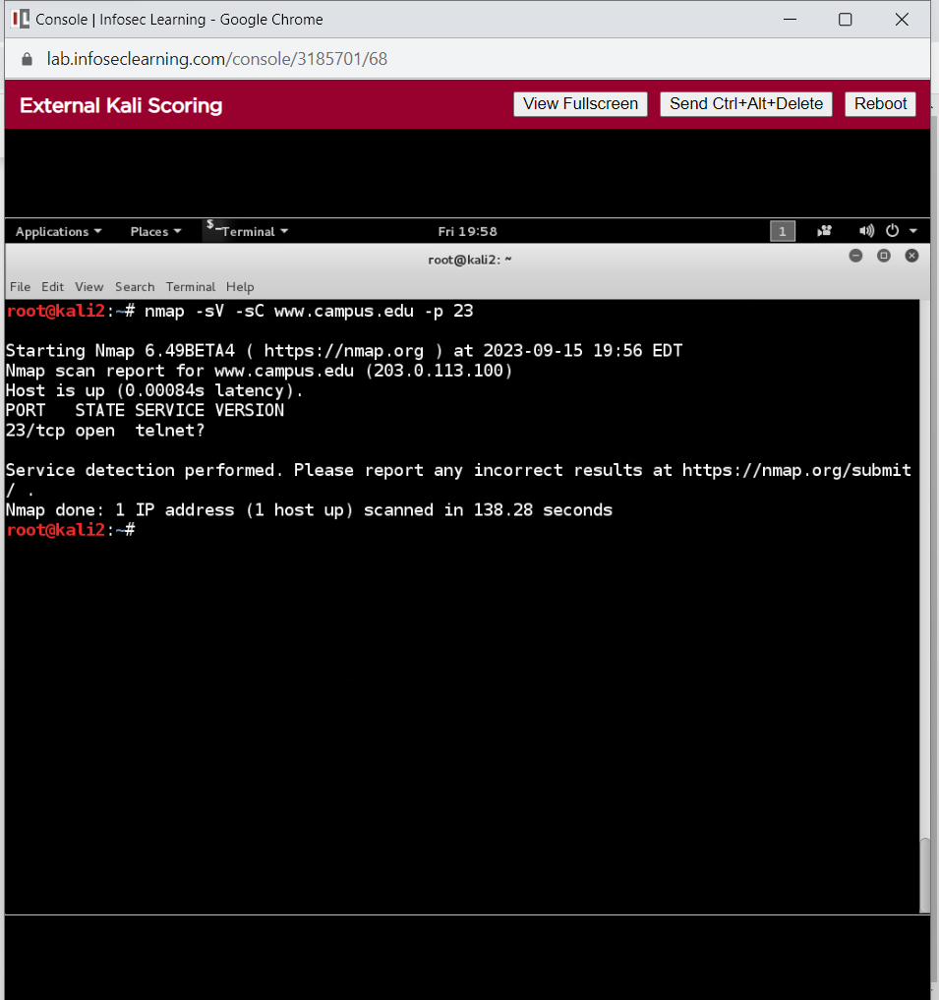 Console | Infosec Learning - Google Chrome
lab.infoseclearning.com/console/3185701/68
External Kali Scoring
View Fullscreen
Send Ctrl+Alt+Delete
Reboot
Applications
Places
$_Terminal
Fri 19:58
1
root@kali2: ~
File Edit View Search Terminal Help
root@kali2:~# nmap -sV -sC www.campus.edu -p 23
Starting Nmap 6.49BETA4 ( https://nmap.org ) at 2023-09-15 19:56 EDT
Nmap scan report for www.campus.edu (203.0.113.100)
Host is up (0.00084s latency).
PORT   STATE SERVICE VERSION
23/tcp open  telnet?
Service detection performed. Please report any incorrect results at https://nmap.org/submit
/ .
Nmap done: 1 IP address (1 host up) scanned in 138.28 seconds
root@kali2:~#